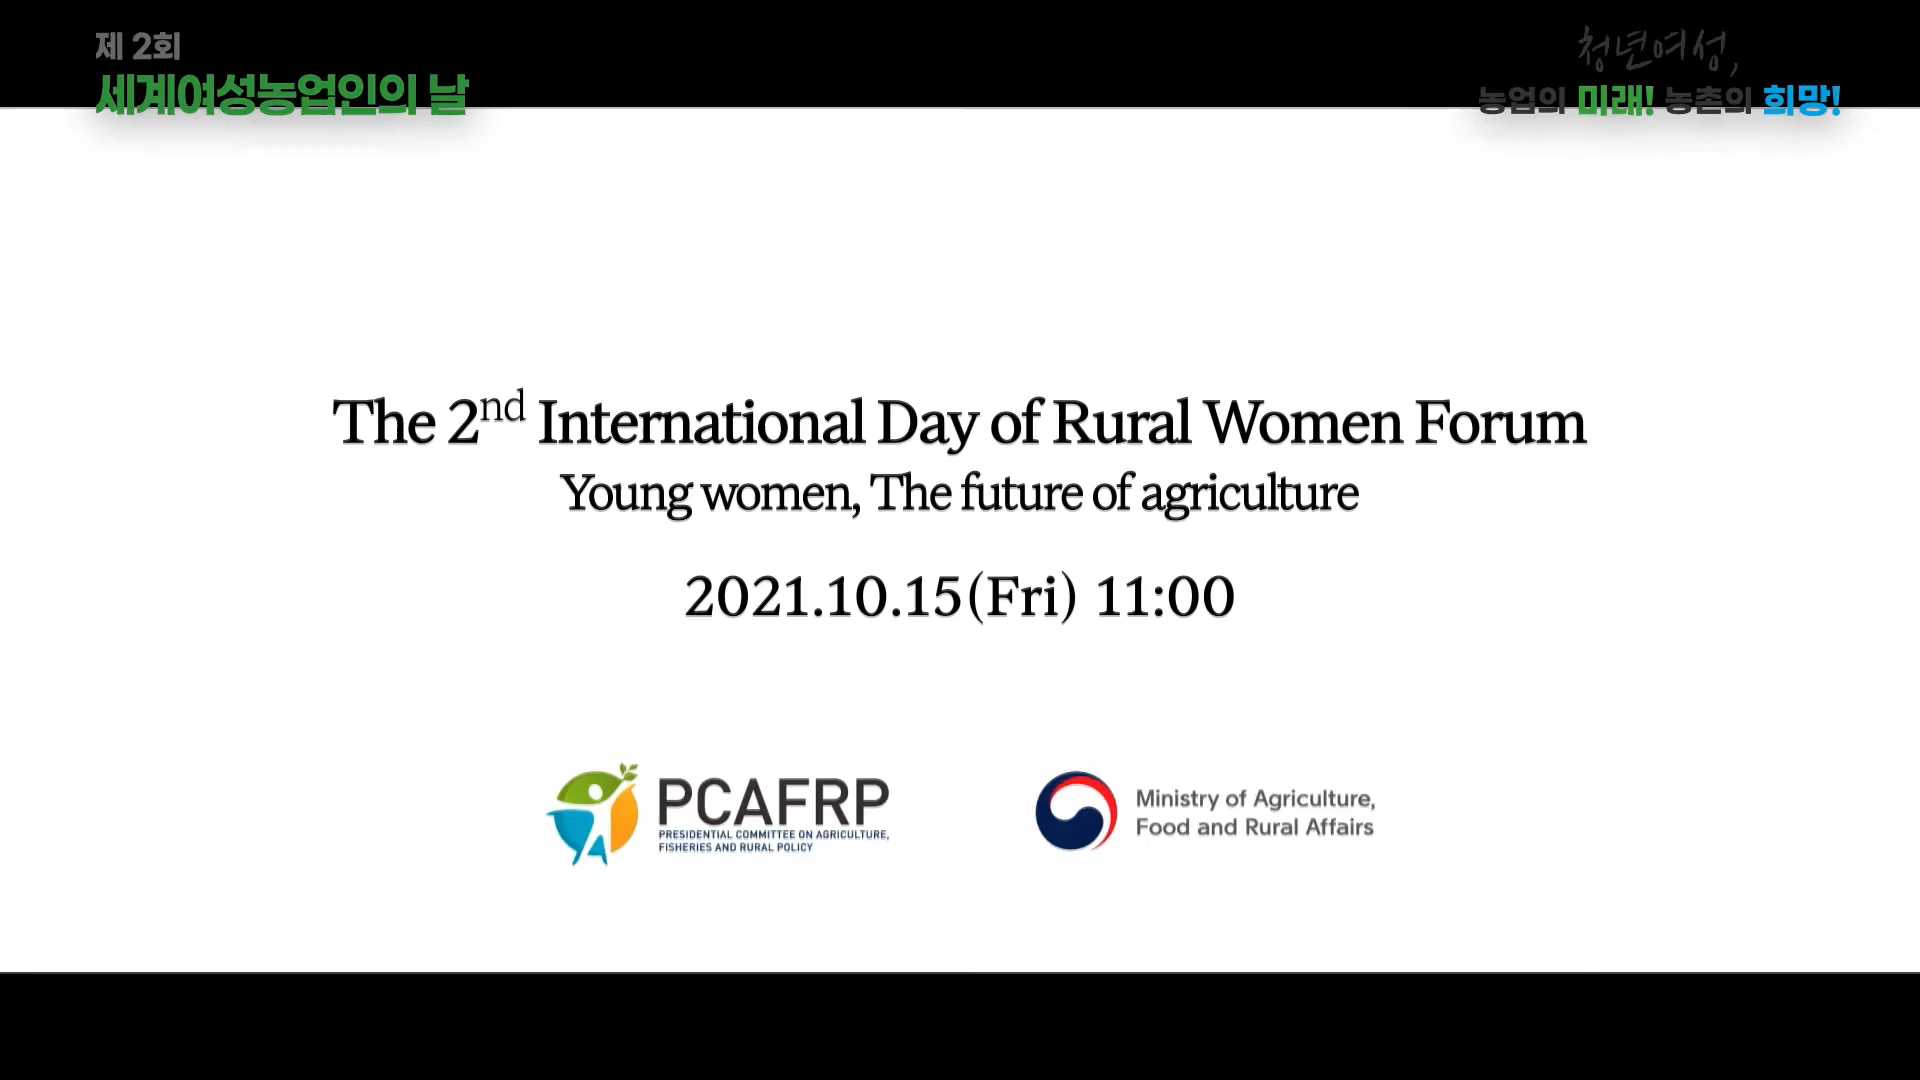 제 2회
세계여성농업인의 날
청년여성,
농업의 미래! 농촌의 희망!
The 2nd International Day of Rural Women Forum
Young women, The future of agriculture
2021.10.15(Fri) 11:00
PCAFRP
PRESIDENTIAL COMMITTEE ON AGRICULTURE,
FISHERIES AND RURAL POLICY
Ministry of Agriculture,
Food and Rural Affairs